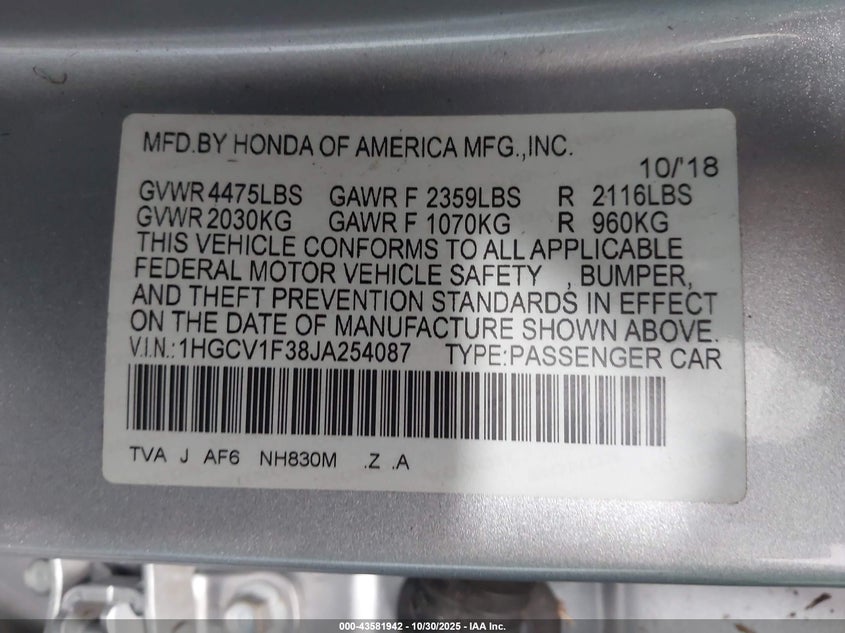 MFD.BY HONDA OF AMERICA MFG.,INC.
10/'18
GVWR 4475LBS GAWR F 2359LBS R 2116LBS
GVWR 2030KG GAWR F 1070KG R 960KG
THIS VEHICLE CONFORMS TO ALL APPLICABLE
FEDERAL MOTOR VEHICLE SAFETY , BUMPER,
AND THEFT PREVENTION STANDARDS IN EFFECT
ON THE DATE OF MANUFACTURE SHOWN ABOVE.
V.I.N.:1HGCV1F38JA254087 TYPE:PASSENGER CAR
TVA J AF6 NH830M .Z .A
000-43581942 - 10/30/2025 - IAA Inc.